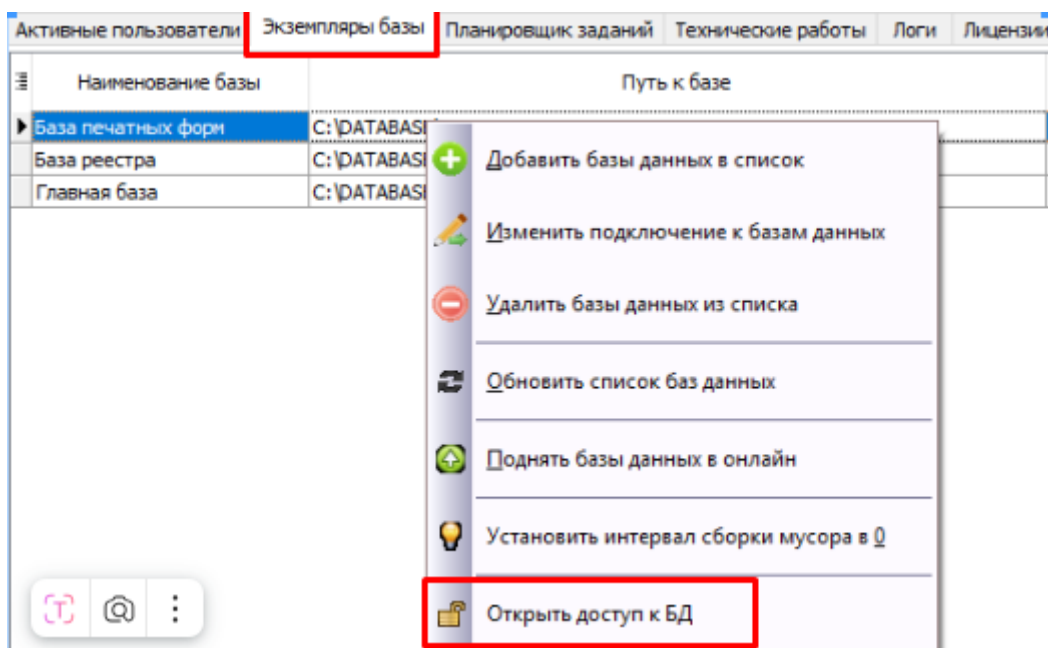 Активные пользователи Экземпляры базы Планировщик заданий Технические работы Логи Лицензии
Наименование базы Путь к базе
База печатных форм C:\DATABASE
База реестра C:\DATABASE
Главная база C:\DATABASE
Добавить базы данных в список
Изменить подключение к базам данных
Удалить базы данных из списка
Обновить список баз данных
Поднять базы данных в онлайн
Установить интервал сборки мусора в 0
Открыть доступ к БД